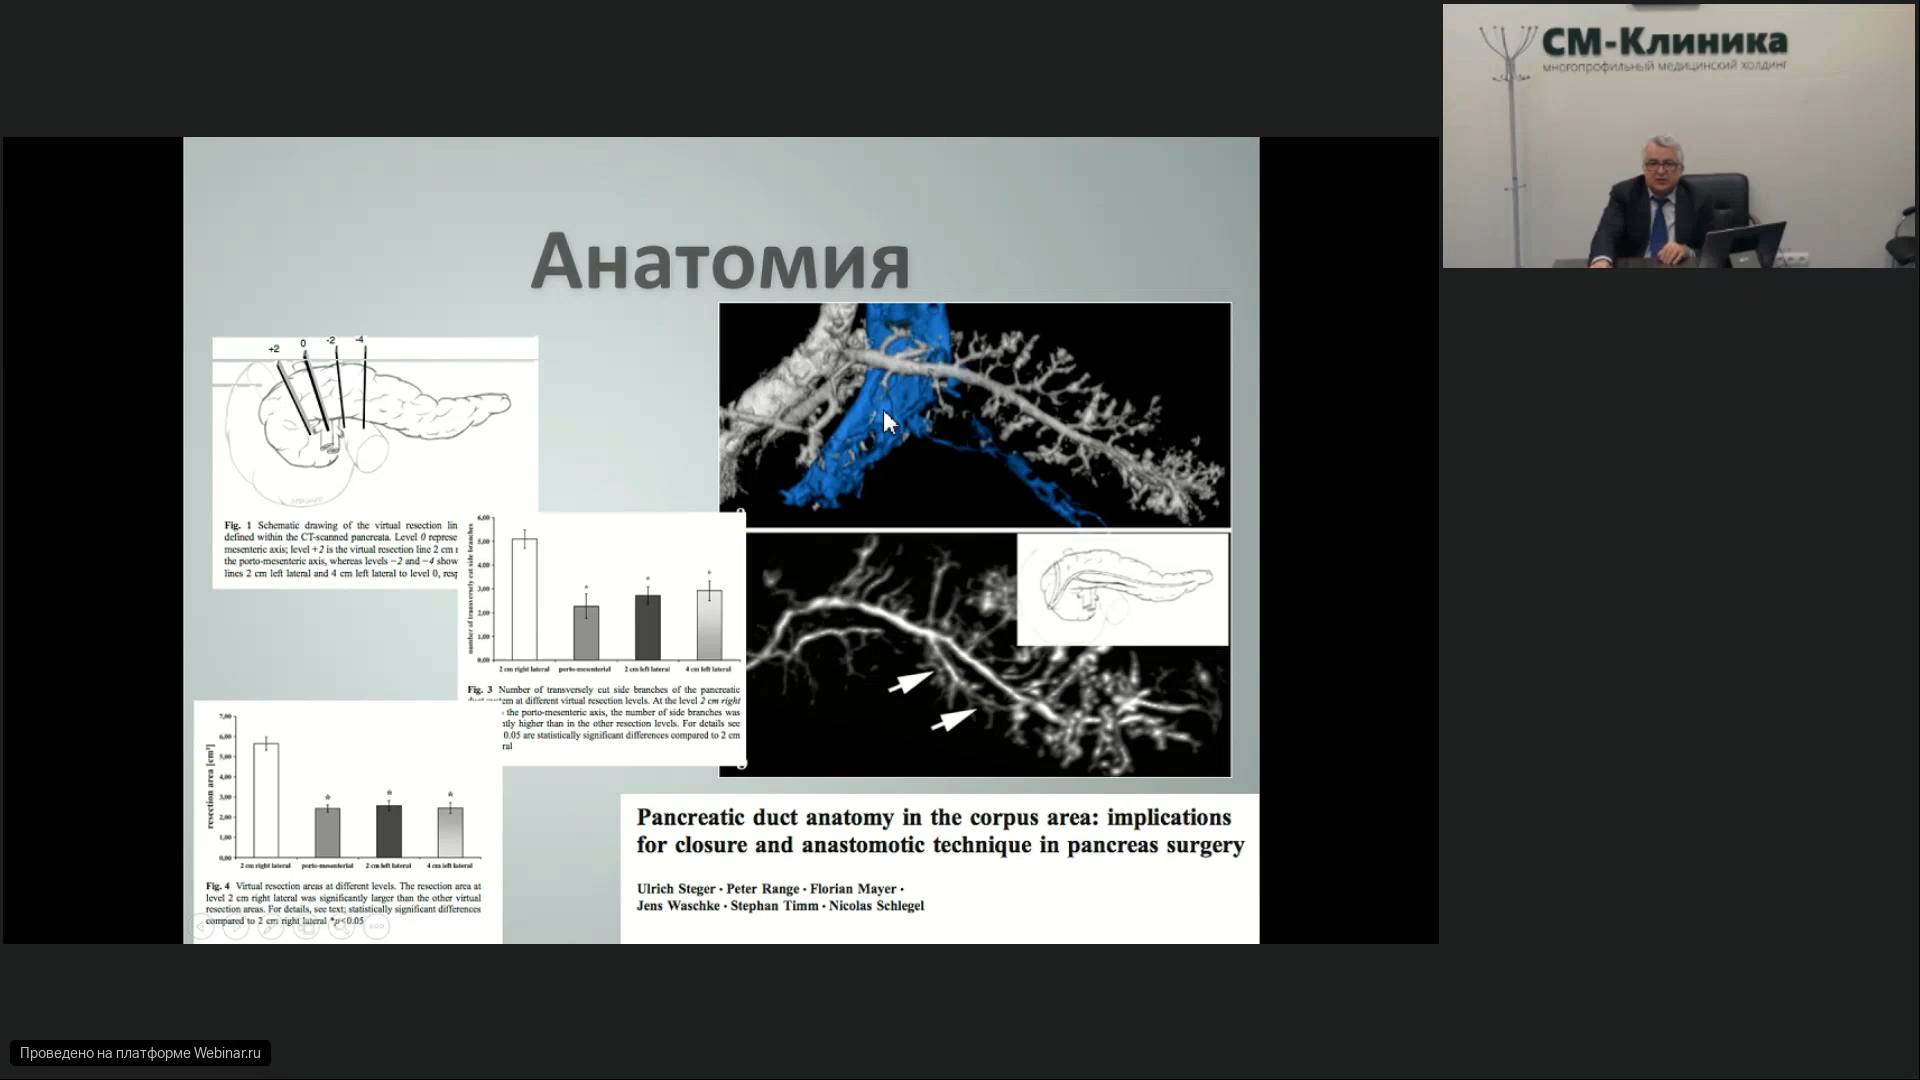 СМ-Клиника
многопрофильный медицинский холдинг
Анатомия
+2 0 -2 -4
Fig. 1 Schematic drawing of the virtual resection lin
defined within the CT-scanned pancreata. Level 0 represe
mesenteric axis; level +2 is the virtual resection line 2 cm
the porto-mesenteric axis, whereas levels −2 and −4 show
lines 2 cm left lateral and 4 cm left lateral to level 0, resp
number of transversely cut side branches
6,00
5,00
4,00
3,00
2,00
1,00
0,00
* * *
2 cm right lateral porto-mesenterial 2 cm left lateral 4 cm left lateral
Fig. 3 Number of transversely cut side branches of the pancreatic
duct system at different virtual resection levels. At the level 2 cm right
the porto-mesenteric axis, the number of side branches was
tly higher than in the other resection levels. For details see
0.05 are statistically significant differences compared to 2 cm
ral
resection area [cm²]
7,00
6,00
5,00
4,00
3,00
2,00
1,00
0,00
* * *
2 cm right lateral porto-mesenterial 2 cm left lateral 4 cm left lateral
Fig. 4 Virtual resection areas at different levels. The resection area at
level 2 cm right lateral was significantly larger than the other virtual
resection areas. For details, see text; statistically significant differences
compared to 2 cm right lateral *p<0.05
Pancreatic duct anatomy in the corpus area: implications
for closure and anastomotic technique in pancreas surgery
Ulrich Steger · Peter Range · Florian Mayer ·
Jens Waschke · Stephan Timm · Nicolas Schlegel
Проведено на платформе Webinar.ru